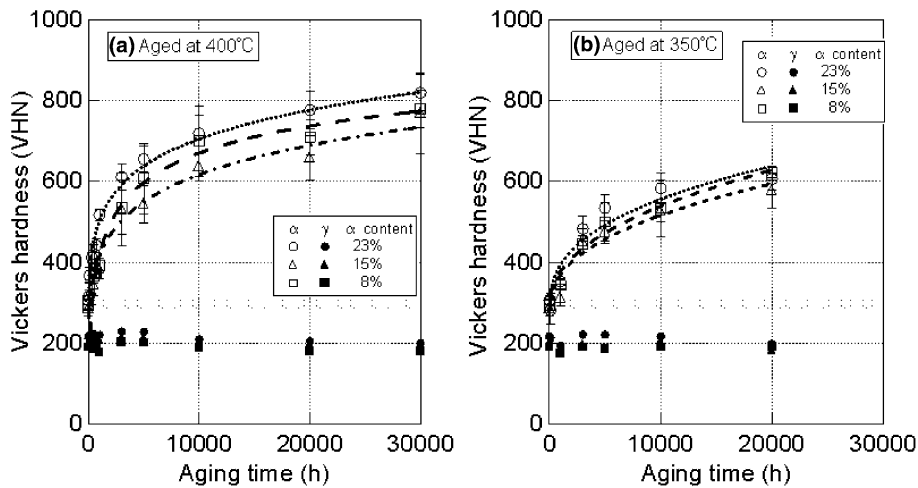 1000
800
600
400
200
0
Vickers hardness (VHN)
(a) Aged at 400°C
α γ α content
23%
15%
8%
0 10000 20000 30000
Aging time (h)
1000
800
600
400
200
0
Vickers hardness (VHN)
(b) Aged at 350°C
α γ α content
23%
15%
8%
0 10000 20000 30000
Aging time (h)